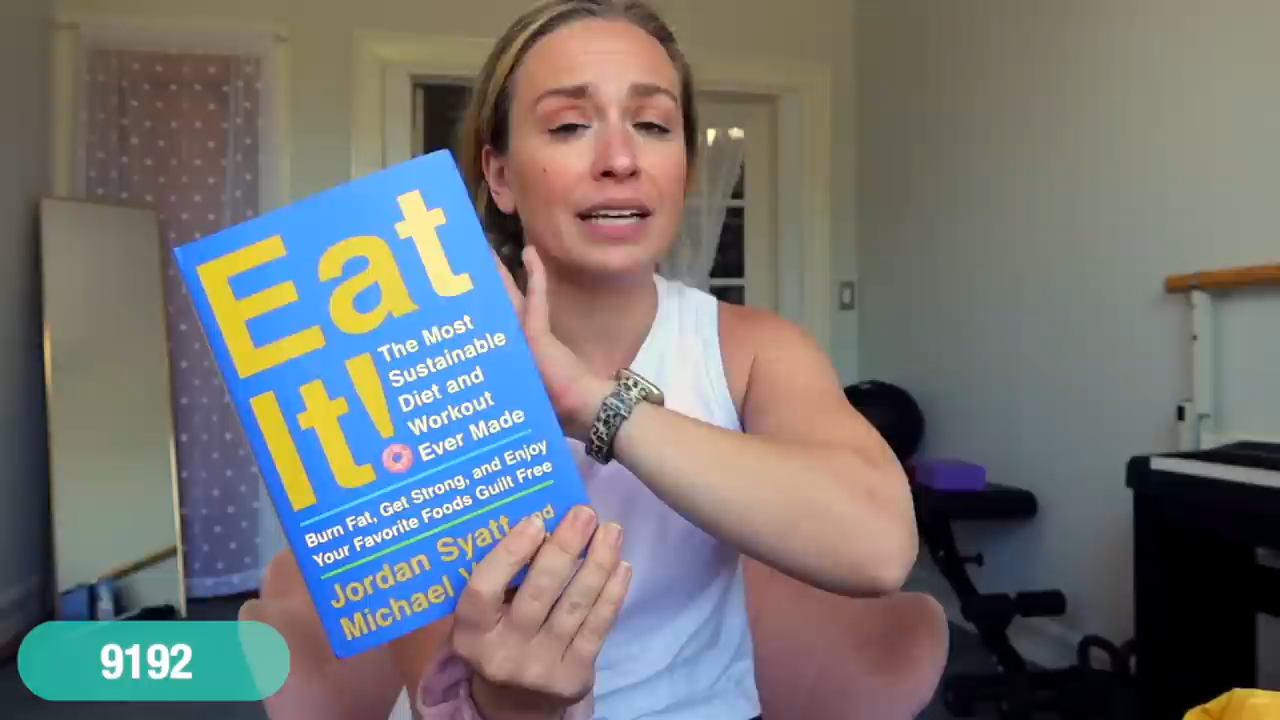 Eat
It!
The Most
Sustainable
Diet and
Workout
Ever Made
Burn Fat, Get Strong, and Enjoy
Your Favorite Foods Guilt Free
Jordan Syatt and
Michael
9192